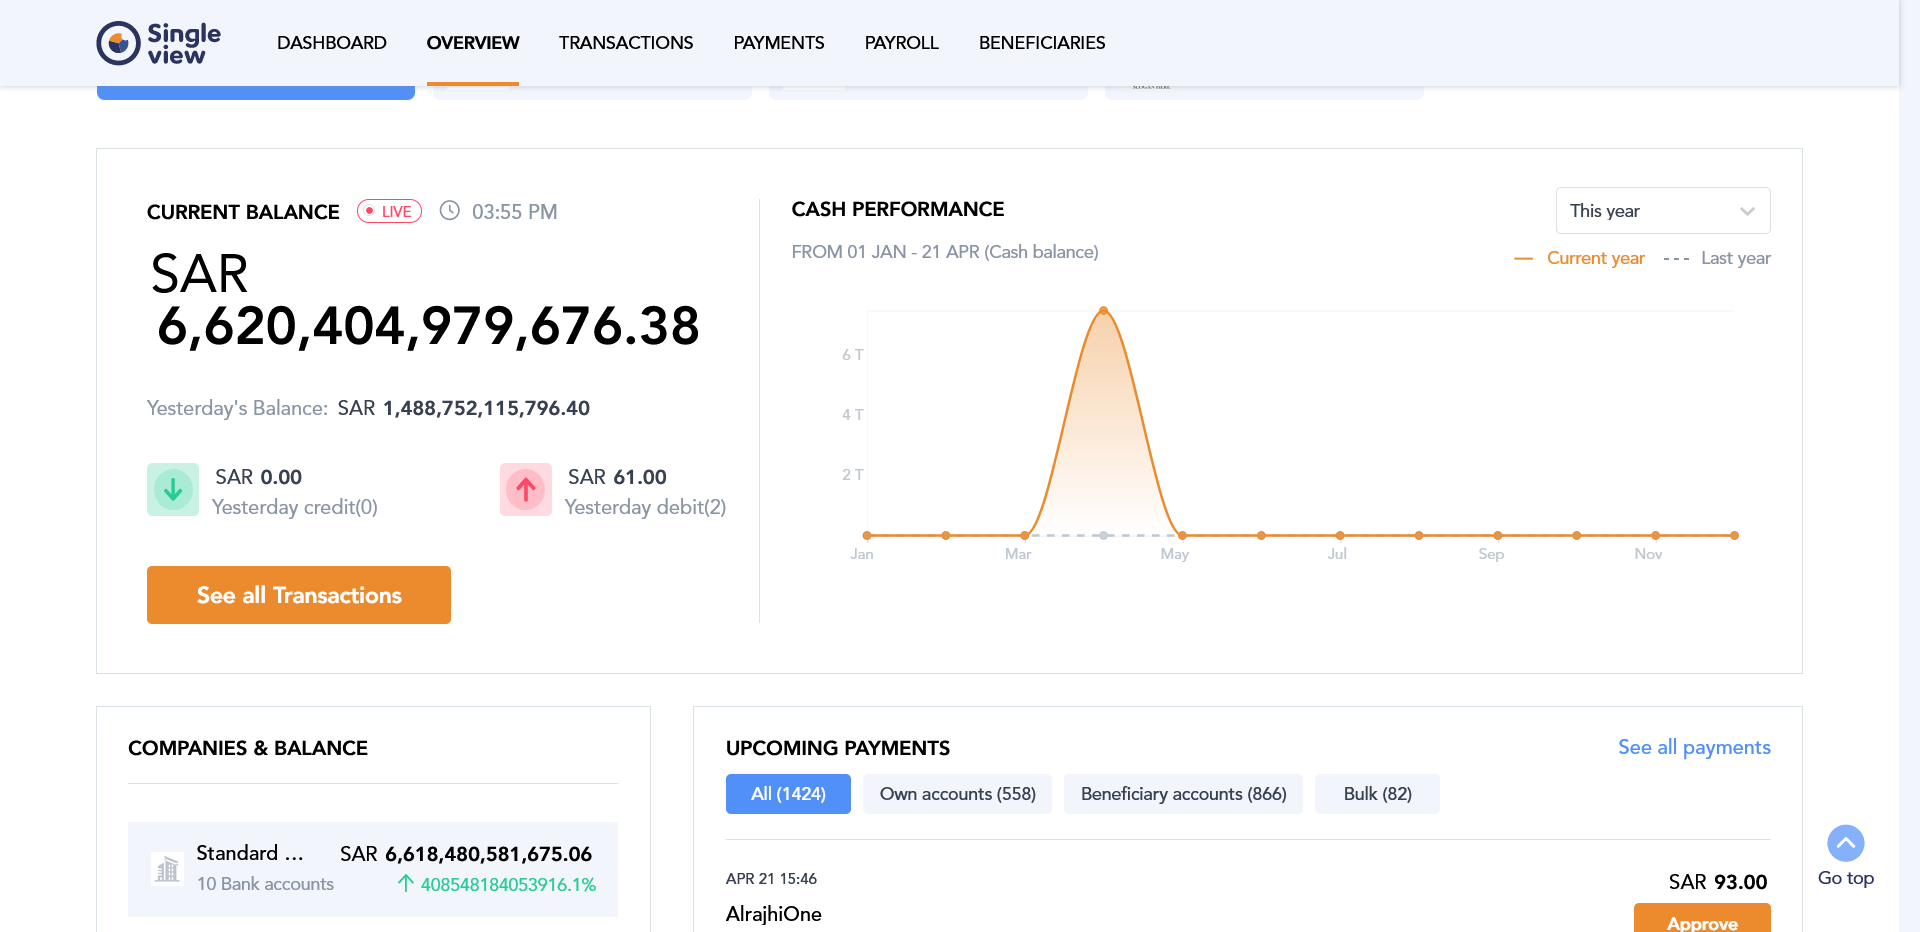 Single
view
DASHBOARD
OVERVIEW
TRANSACTIONS
PAYMENTS
PAYROLL
BENEFICIARIES
CURRENT BALANCE
LIVE
03:55 PM
SAR
6,620,404,979,676.38
Yesterday's Balance: SAR 1,488,752,115,796.40
SAR 0.00
Yesterday credit(0)
SAR 61.00
Yesterday debit(2)
See all Transactions
CASH PERFORMANCE
This year
FROM 01 JAN - 21 APR (Cash balance)
Current year
Last year
6 T
4 T
2 T
Jan
Mar
May
Jul
Sep
Nov
COMPANIES & BALANCE
Standard ...
SAR 6,618,480,581,675.06
10 Bank accounts
408548184053916.1%
UPCOMING PAYMENTS
See all payments
All (1424)
Own accounts (558)
Beneficiary accounts (866)
Bulk (82)
APR 21 15:46
SAR 93.00
AlrajhiOne
Approve
Go top